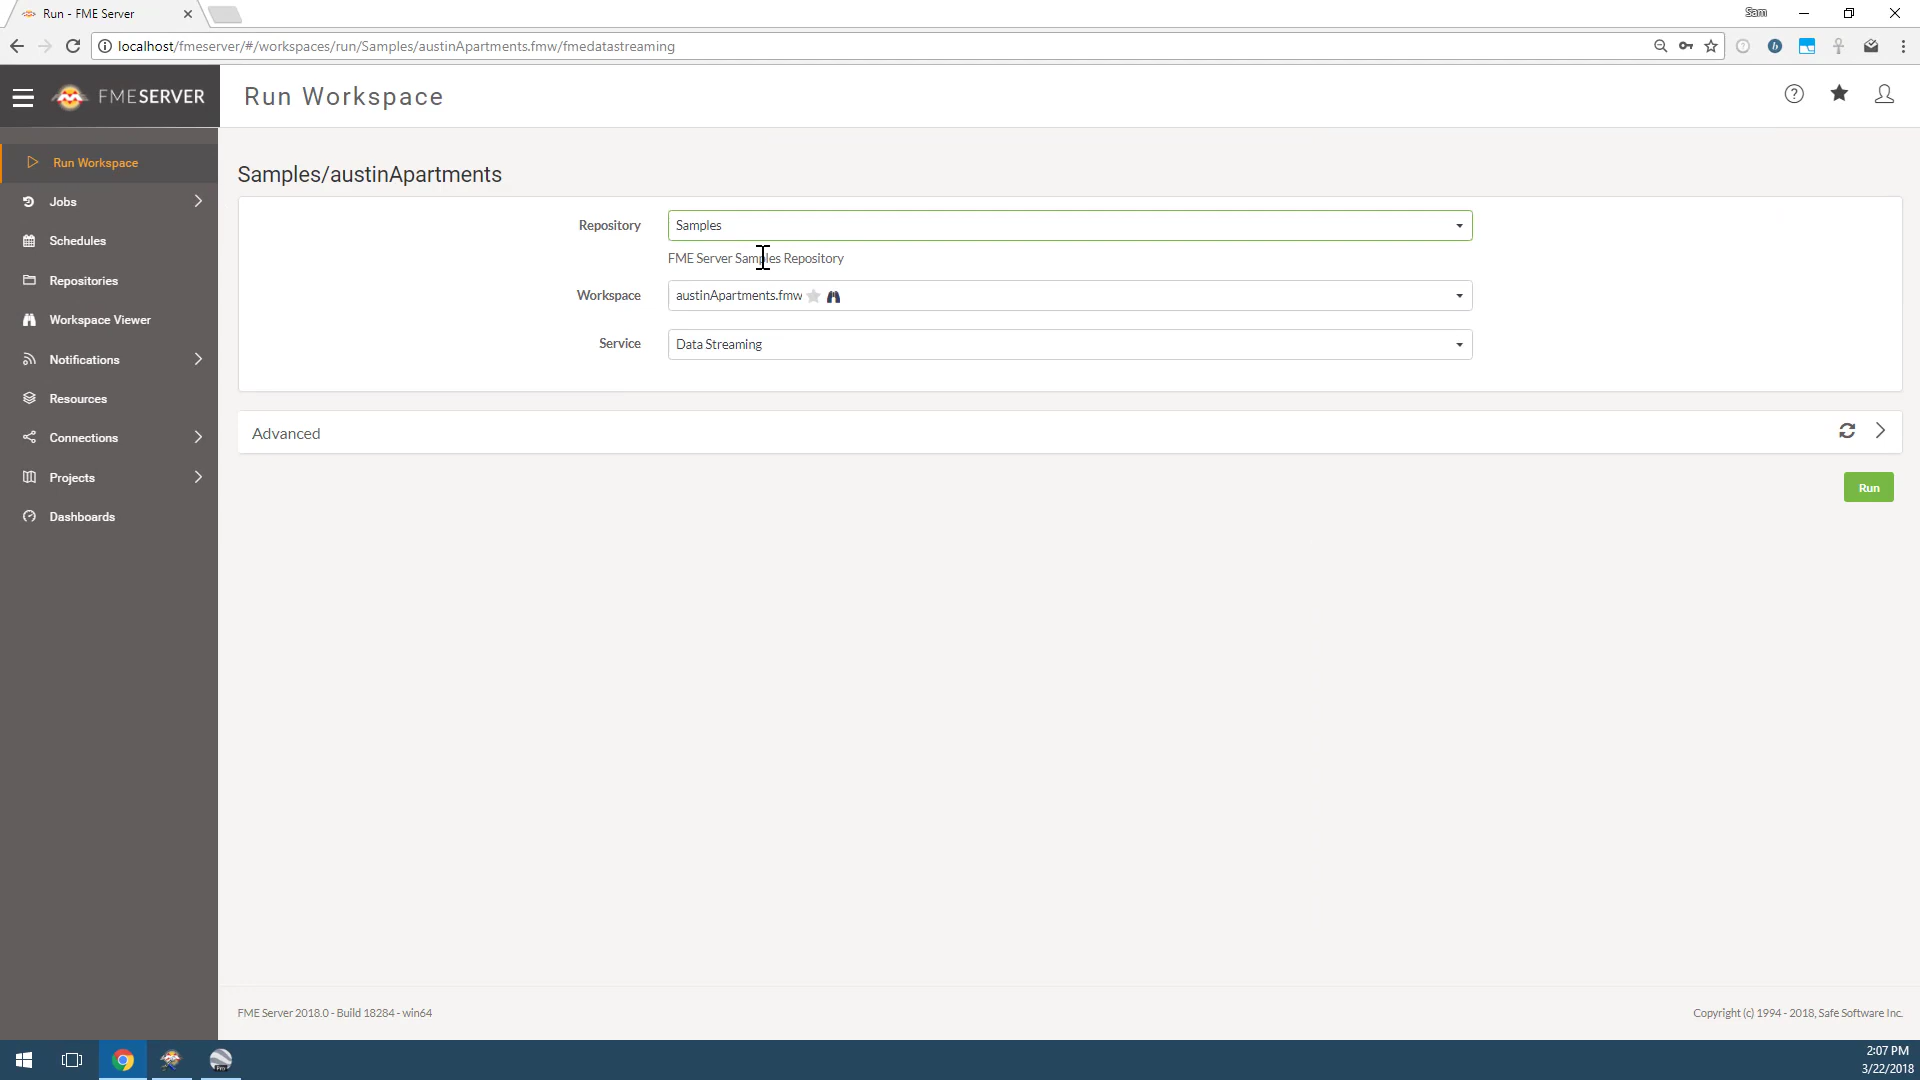 Run - FME Server
Sam
localhost/fmeserver/#/workspaces/run/Samples/austinApartments.fmw/fmedatastreaming
FMESERVER
Run Workspace
Run Workspace
Jobs
Schedules
Repositories
Workspace Viewer
Notifications
Resources
Connections
Projects
Dashboards
Samples/austinApartments
Repository
Samples
FME Server Samples Repository
Workspace
austinApartments.fmw
Service
Data Streaming
Advanced
Run
FME Server 2018.0 - Build 18284 - win64
Copyright (c) 1994 - 2018, Safe Software Inc.
Pro
2:07 PM
3/22/2018